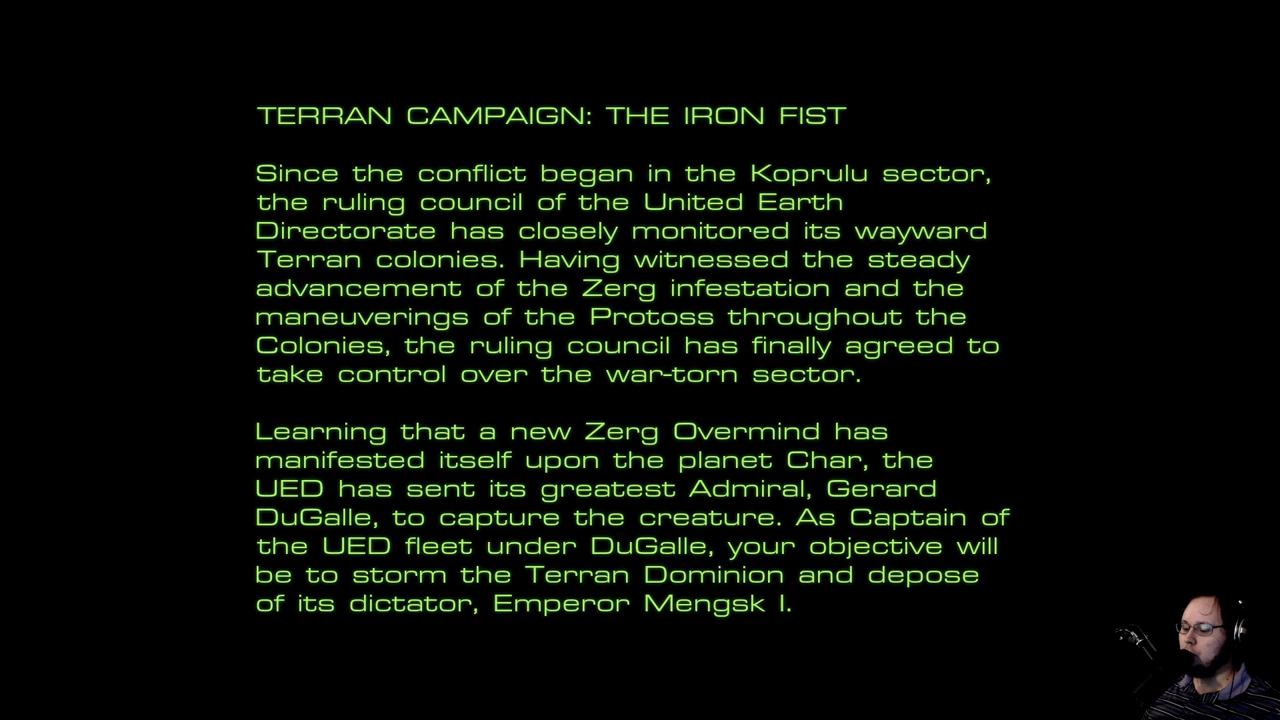 TERRAN CAMPAIGN: THE IRON FIST
Since the conflict began in the Koprulu sector,
the ruling council of the United Earth
Directorate has closely monitored its wayward
Terran colonies. Having witnessed the steady
advancement of the Zerg infestation and the
maneuverings of the Protoss throughout the
Colonies, the ruling council has finally agreed to
take control over the war-torn sector.
Learning that a new Zerg Overmind has
manifested itself upon the planet Char, the
UED has sent its greatest Admiral, Gerard
DuGalle, to capture the creature. As Captain of
the UED fleet under DuGalle, your objective will
be to storm the Terran Dominion and depose
of its dictator, Emperor Mengsk I.